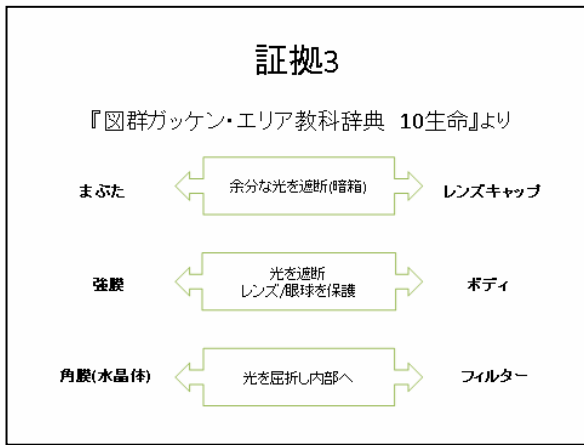 証拠3
『図群ガッケン・エリア教科辞典 10生命』より
まぶた 余分な光を遮断(暗箱) レンズキャップ
強膜 光を遮断 ボディ
レンズ/眼球を保護
角膜(水晶体) 光を屈折し内部へ フィルター